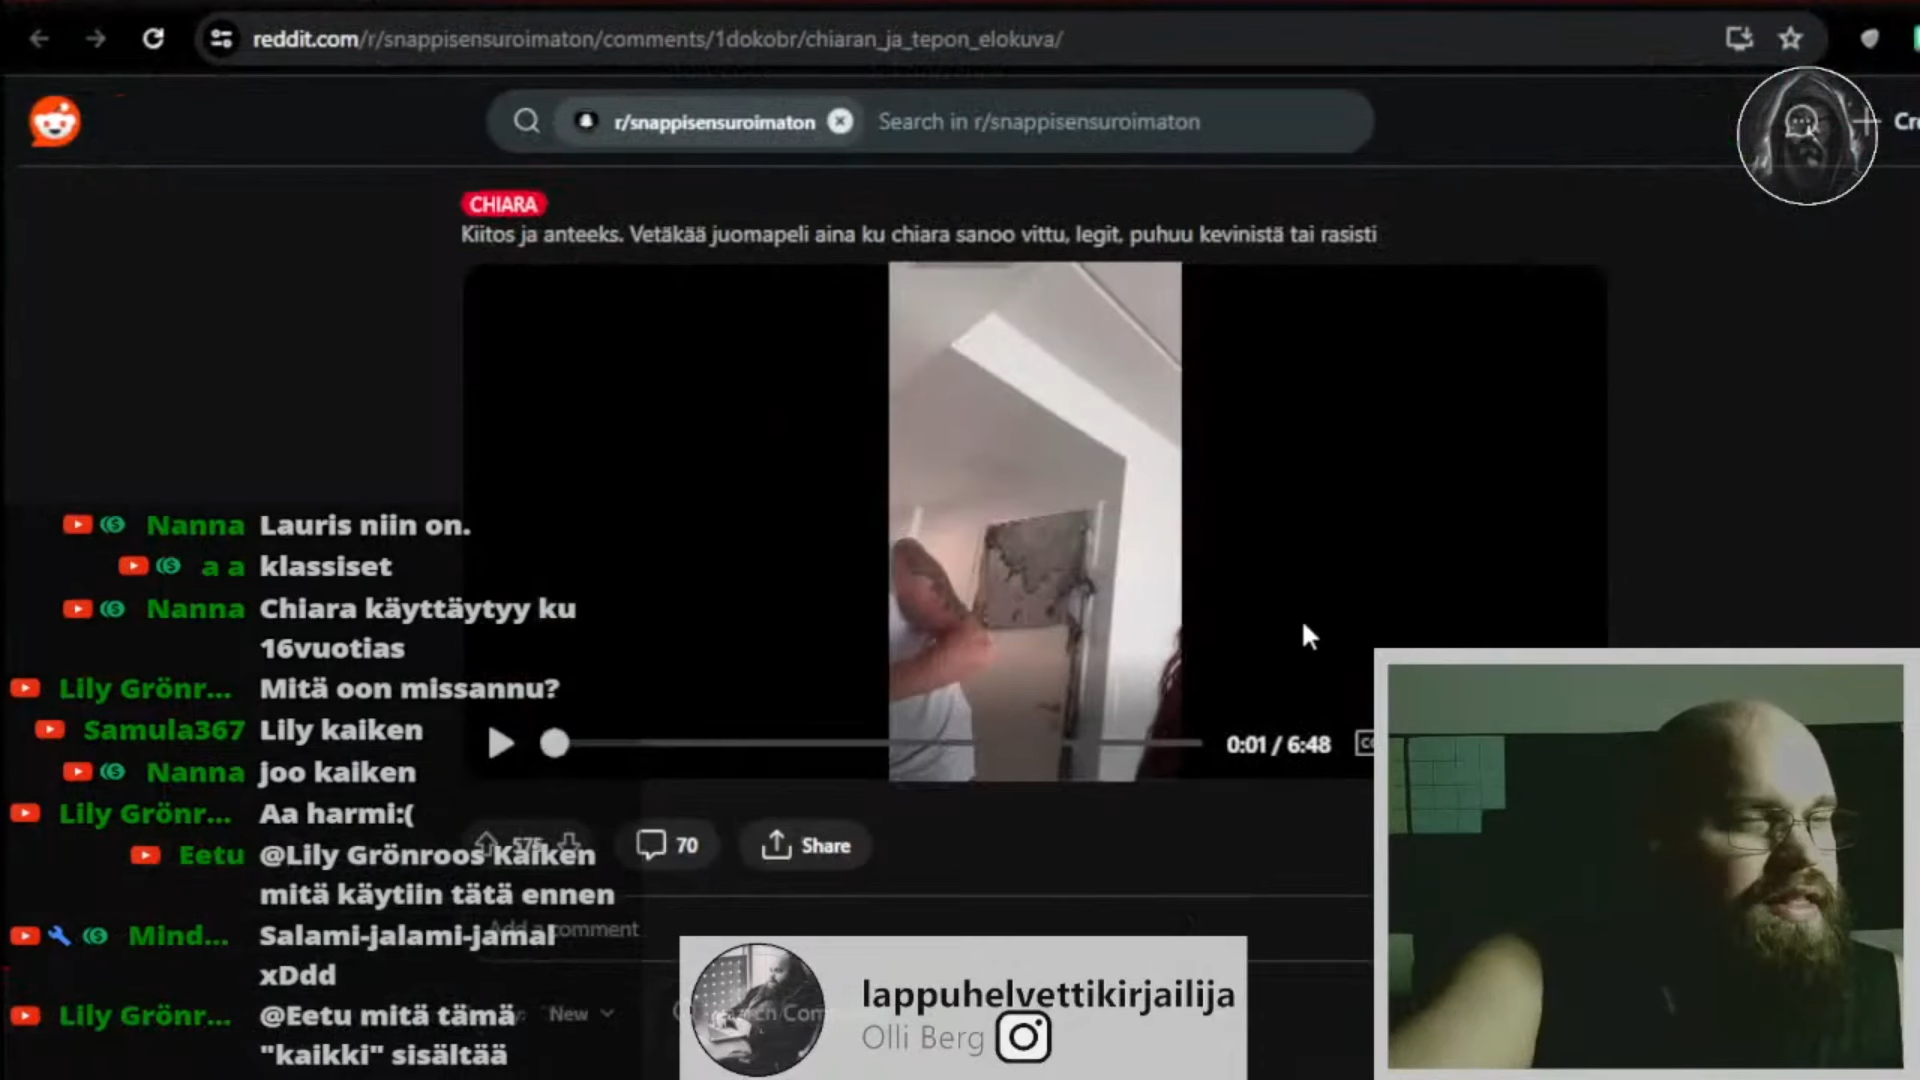 reddit.com/r/snappisensuroimaton/comments/1dokobr/chiaran_ja_tepon_elokuva/
r/snappisensuroimaton Search in r/snappisensuroimaton
CHIARA
Kiitos ja anteeks. Vetäkää juomapeli aina ku chiara sanoo vittu, legit, puhuu kevinistä tai rasisti
Nanna Lauris niin on.
a a klassiset
Nanna Chiara käyttäytyy ku
16vuotias
Lily Grönr... Mitä oon missannu?
Samula367 Lily kaiken
0:01 / 6:48
Nanna joo kaiken
Lily Grönr... Aa harmi:(
575 70 Share
Eetu @Lily Grönroos Kaiken
mitä käytiin tätä ennen
Mind... Salami-jalami-jamal
xDdd
comment
Lily Grönr... @Eetu mitä tämä
"kaikki" sisältää
New
lappuhelvettikirjailija
Olli Berg